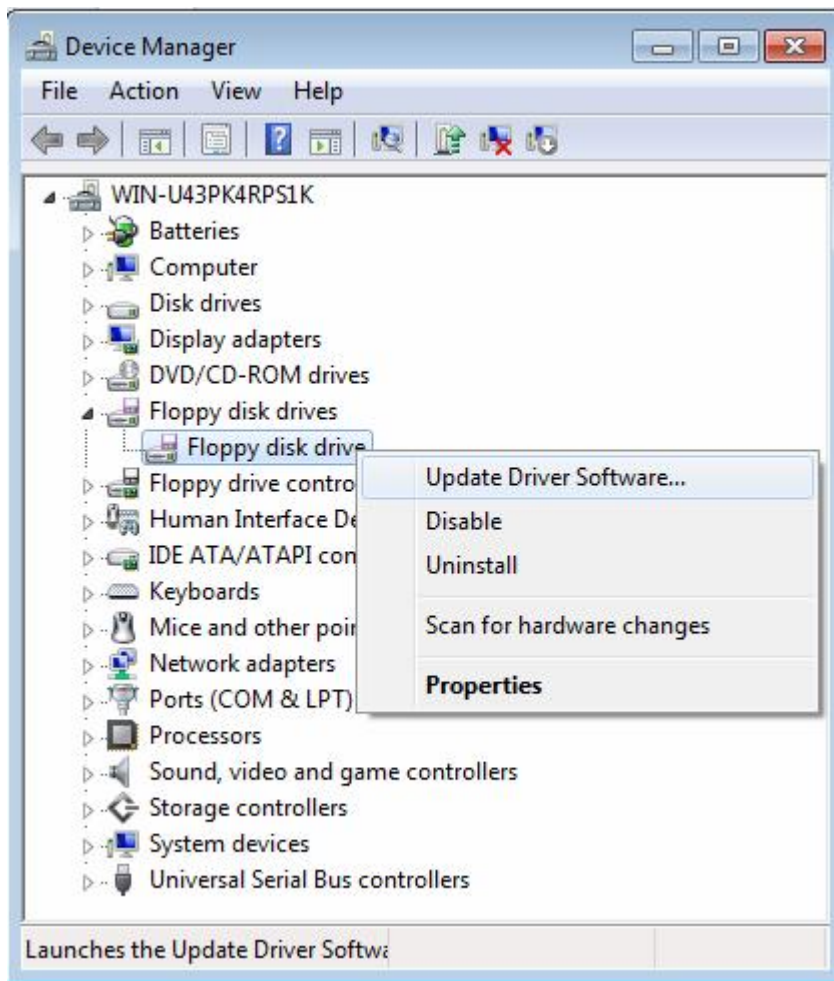 Device Manager
File Action View Help
WIN-U43PK4RPS1K
Batteries
Computer
Disk drives
Display adapters
DVD/CD-ROM drives
Floppy disk drives
Floppy disk drive
Floppy drive contro
Human Interface De
IDE ATA/ATAPI con
Keyboards
Mice and other poin
Network adapters
Ports (COM & LPT)
Processors
Sound, video and game controllers
Storage controllers
System devices
Universal Serial Bus controllers
Update Driver Software...
Disable
Uninstall
Scan for hardware changes
Properties
Launches the Update Driver Softwa